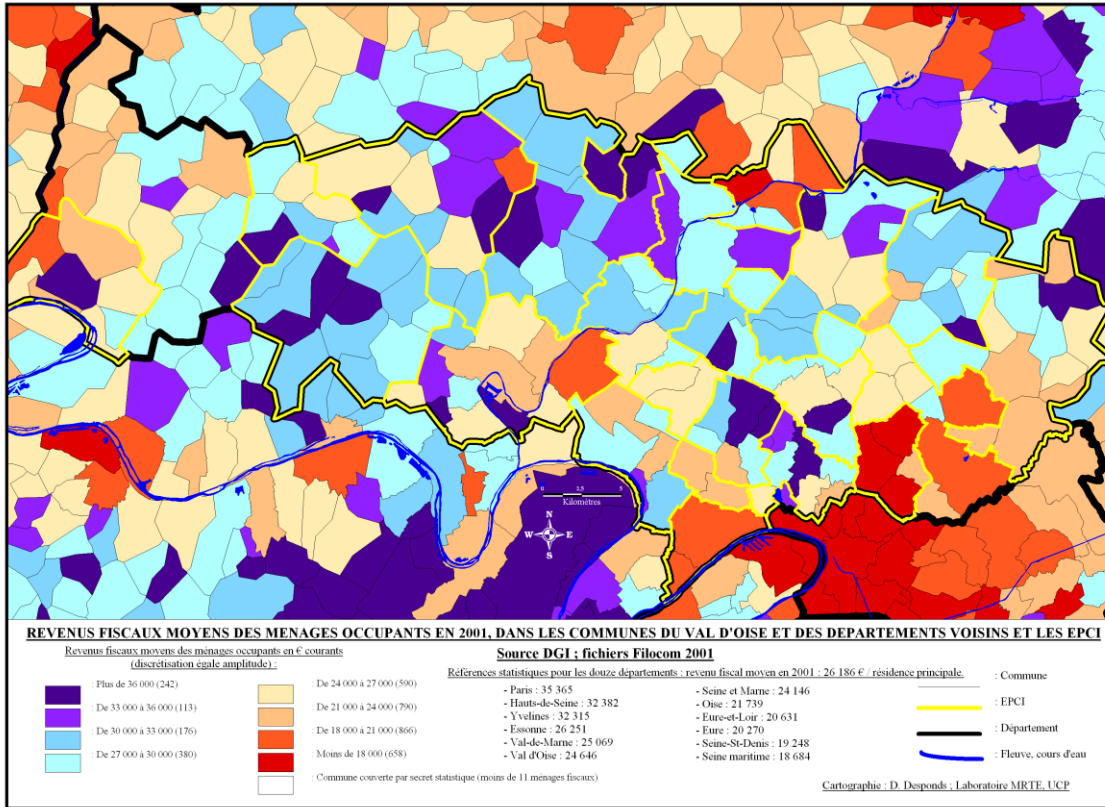 0 2,5 5
Kilomètres
N
W E
S
REVENUS FISCAUX MOYENS DES MENAGES OCCUPANTS EN 2001, DANS LES COMMUNES DU VAL D'OISE ET DES DEPARTEMENTS VOISINS ET LES EPCI
Source DGI ; fichiers Filocom 2001
Revenus fiscaux moyens des ménages occupants en € courants
(discrétisation égale amplitude) :
: Plus de 36 000 (242)
: De 33 000 à 36 000 (113)
: De 30 000 à 33 000 (176)
: De 27 000 à 30 000 (380)
: De 24 000 à 27 000 (590)
: De 21 000 à 24 000 (790)
: De 18 000 à 21 000 (866)
: Moins de 18 000 (658)
: Commune couverte par secret statistique (moins de 11 ménages fiscaux)
Références statistiques pour les douze départements : revenu fiscal moyen en 2001 : 26 186 € / résidence principale.
- Paris : 35 365
- Hauts-de-Seine : 32 382
- Yvelines : 32 315
- Essonne : 26 251
- Val-de-Marne : 25 069
- Val d'Oise : 24 646
- Seine et Marne : 24 146
- Oise : 21 739
- Eure-et-Loir : 20 631
- Eure : 20 270
- Seine-St-Denis : 19 248
- Seine maritime : 18 684
: Commune
: EPCI
: Département
: Fleuve, cours d'eau
Cartographie : D. Desponds ; Laboratoire MRTE, UCP